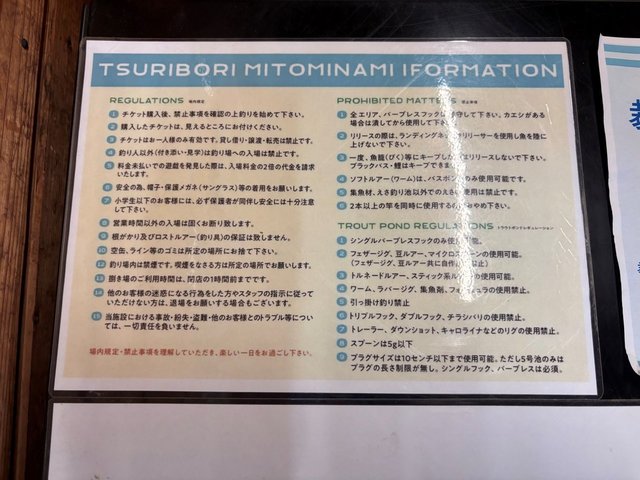 TSURIBORI MITOMINAMI IFORMATION
REGULATIONS 場内規定
1 チケット購入後、禁止事項を確認の上釣りを始めて下さい。
2 購入したチケットは、見えるところにお付けください。
3 チケットはお一人様のみ有効です。貸し借り・譲渡・転売は禁止です。
4 釣り人以外(付き添い・見学)は釣り場への入場は禁止です。
5 料金未払いでの遊戯を発見した際は、入場料金の2倍の代金を請求
いたします。
6 安全の為、帽子・保護メガネ(サングラス)等の着用をお願いします。
7 小学生以下のお客様には、必ず保護者が同伴し安全には十分注意
して下さい。
8 営業時間以外の入場は固くお断り致します。
9 根がかり及びロストルアー(釣り具)の保証は致しません。
10 空缶、ライン等のゴミは所定の場所にお捨て下さい。
12 釣り場内は禁煙です。喫煙をなさる方は所定の場所でお願いします。
13 捌き場のご利用時間は、閉店の1時間前までです。
14 他のお客様の迷惑になる行為をした方やスタッフの指示に従って
いただけない方は、退場をお願いする場合もございます。
15 当施設における事故・紛失・盗難・他のお客様とのトラブル等につい
ては、一切責任を負いません。
場内規定・禁止事項を理解していただき、楽しい一日をお過ごし下さい。
PROHIBITED MATTERS 禁止事項
1 全エリア、バーブレスフック 守して下さい。カエシがある
場合は潰してから使用して下さい。
2 リリースの際は、ランディングネット リリーサーを使用し魚を陸に
上げないで下さい。
3 一度、魚籠(びく)等にキープした はリリースしない下さい。
ブラックバス・鯉はキープできま
4 ソフトルアー(ワーム)は、バスポン のみ使用可能です。
5 集魚材、えさ釣り池以外でのえさ 使用は禁止です。
6 2本以上の竿を同時に使用する おやめ下さい。
TROUT POND REGULATIONS トラウトポンドレギュレーション
1 シングルバーブレスフックのみ使用可能。
2 フェザージグ、豆ルアー、マイクロスプーンの使用可能。
(フェザージグ、豆ルアー共に自作 止)
3 トルネードルアー、スティック系ル の使用可能。
4 ワーム、ラバージグ、集魚剤、フォーミュラの使用禁止。
5 引っ掛け釣り禁止
6 トリプルフック、ダブルフック、チラシバリの使用禁止。
7 トレーラー、ダウンショット、キャロライナなどのリグの使用禁止。
8 スプーンは5g以下
9 プラグサイズは10センチ以下まで使用可能。ただし5号池のみは
プラグの長さ制限が無し。シングルフック、バーブレスは必須。